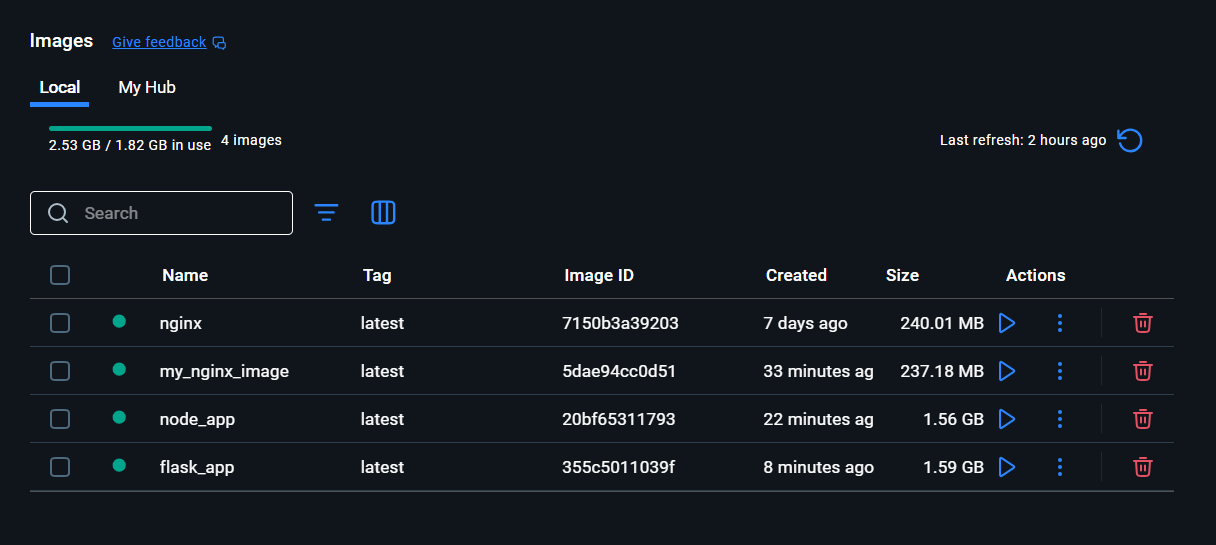 Images Give feedback
Local My Hub
2.53 GB / 1.82 GB in use 4 images Last refresh: 2 hours ago
Search
Name Tag Image ID Created Size Actions
nginx latest 7150b3a39203 7 days ago 240.01 MB
my_nginx_image latest 5dae94cc0d51 33 minutes ag 237.18 MB
node_app latest 20bf65311793 22 minutes ag 1.56 GB
flask_app latest 355c5011039f 8 minutes ago 1.59 GB